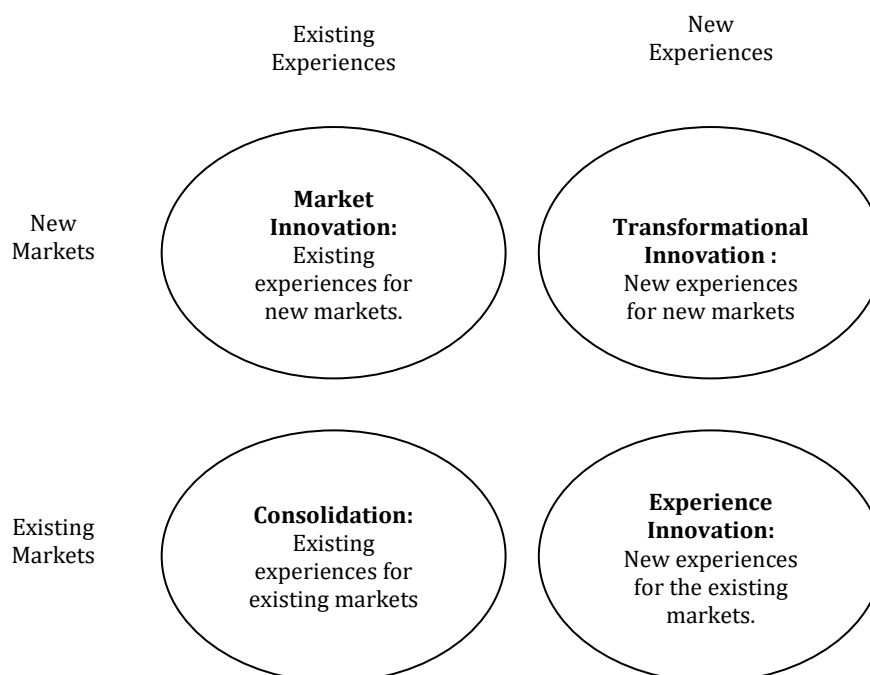 Existing
Experiences
New
Experiences
New
Markets
Market
Innovation:
Existing
experiences for
new markets.
Transformational
Innovation :
New experiences
for new markets
Existing
Markets
Consolidation:
Existing
experiences for
existing markets
Experience
Innovation:
New experiences
for the existing
markets.